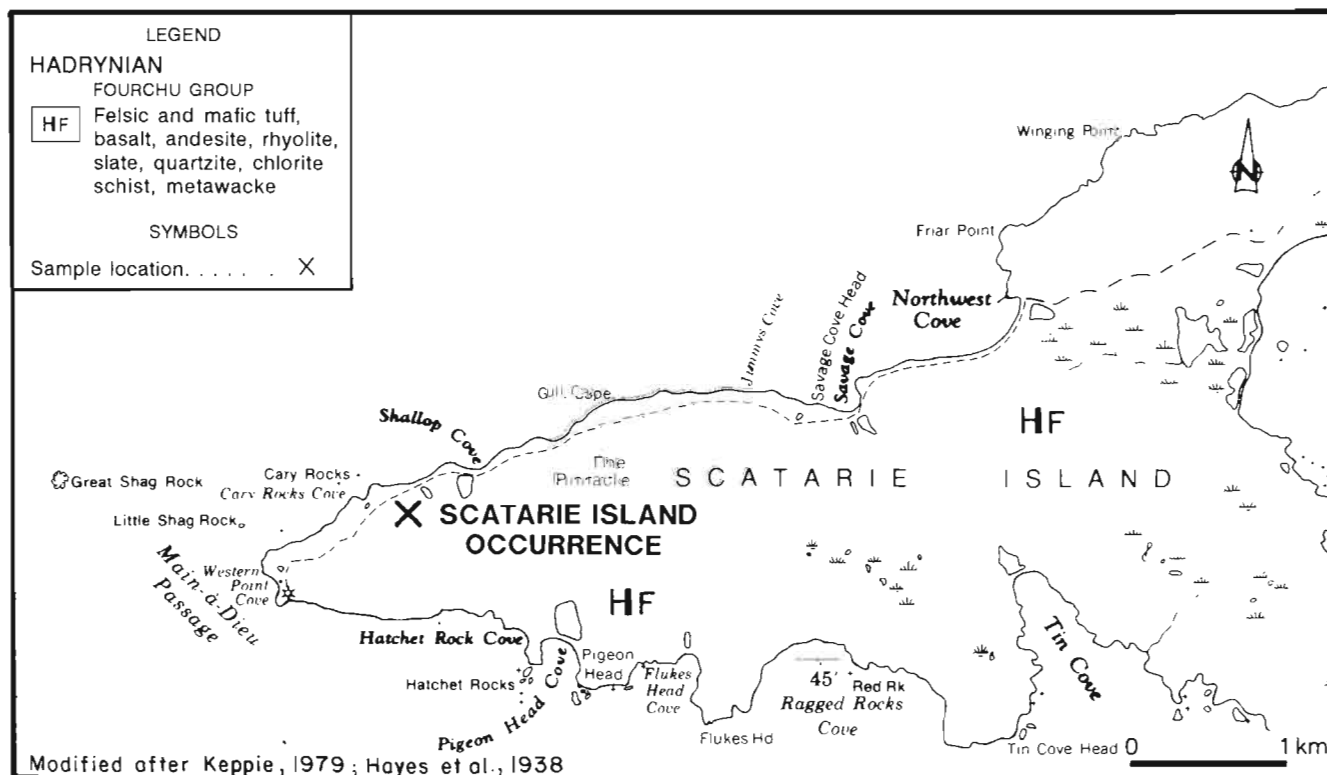 LEGEND
HADRYNIAN
FOURCHU GROUP
HF
Felsic and mafic tuff,
basalt, andesite, rhyolite,
slate, quartzite, chlorite
schist, metawacke
SYMBOLS
Sample location. . . . . . X
Winging Point
N
Friar Point
Northwest
Cove
Savage Cove Head
Savage Cove
Jimmys Cove
Gull Cape
Shallop Cove
HF
The
Pinnacle
SCATARIE ISLAND
Great Shag Rock
Cary Rocks
Cary Rocks Cove
Little Shag Rock
X SCATARIE ISLAND
OCCURRENCE
Main-à-Dieu
Passage
Western
Point
Cove
HF
Hatchet Rock Cove
Hatchet Rocks
Pigeon Head Cove
Pigeon
Head
Flukes
Head
Cove
Flukes Hd
45'
Red Rk
Ragged Rocks
Cove
Tin Cove
Tin Cove Head
0 1 km
Modified after Keppie, 1979; Hayes et al., 1938